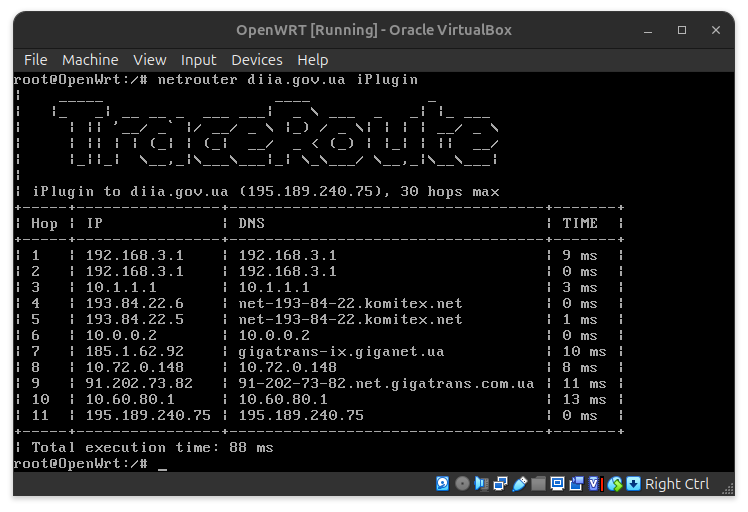 OpenWRT [Running] - Oracle VirtualBox
File Machine View Input Devices Help
root@OpenWrt:/# netrouter diia.gov.ua iPlugin
TraceRoute
| iPlugin to diia.gov.ua (195.189.240.75), 30 hops max
| Hop | IP | DNS | TIME |
| 1 | 192.168.3.1 | 192.168.3.1 | 9 ms |
| 2 | 192.168.3.1 | 192.168.3.1 | 0 ms |
| 3 | 10.1.1.1 | 10.1.1.1 | 3 ms |
| 4 | 193.84.22.6 | net-193-84-22.komitex.net | 0 ms |
| 5 | 193.84.22.5 | net-193-84-22.komitex.net | 1 ms |
| 6 | 10.0.0.2 | 10.0.0.2 | 0 ms |
| 7 | 185.1.62.92 | gigatrans-ix.giganet.ua | 10 ms |
| 8 | 10.72.0.148 | 10.72.0.148 | 8 ms |
| 9 | 91.202.73.82 | 91-202-73-82.net.gigatrans.com.ua | 11 ms |
| 10 | 10.60.80.1 | 10.60.80.1 | 13 ms |
| 11 | 195.189.240.75 | 195.189.240.75 | 0 ms |
| Total execution time: 88 ms
root@OpenWrt:/# _
Right Ctrl